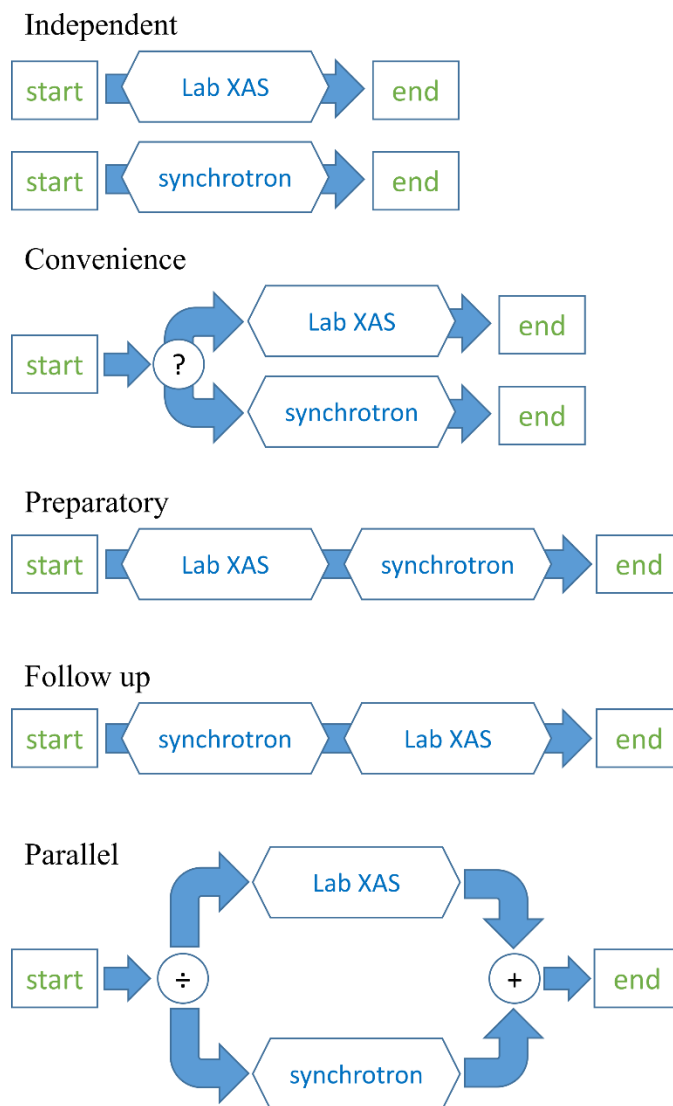 Independent
start Lab XAS end
start synchrotron end
Convenience
Lab XAS end
start ?
synchrotron end
Preparatory
start Lab XAS synchrotron end
Follow up
start synchrotron Lab XAS end
Parallel
Lab XAS
start ÷ + end
synchrotron